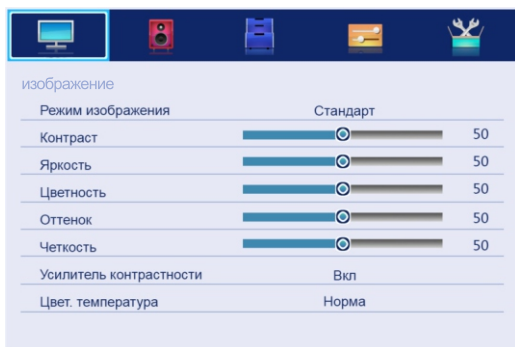 изображение
Режим изображения Стандарт
Контраст 50
Яркость 50
Цветность 50
Оттенок 50
Четкость 50
Усилитель контрастности Вкл
Цвет. температура Норма